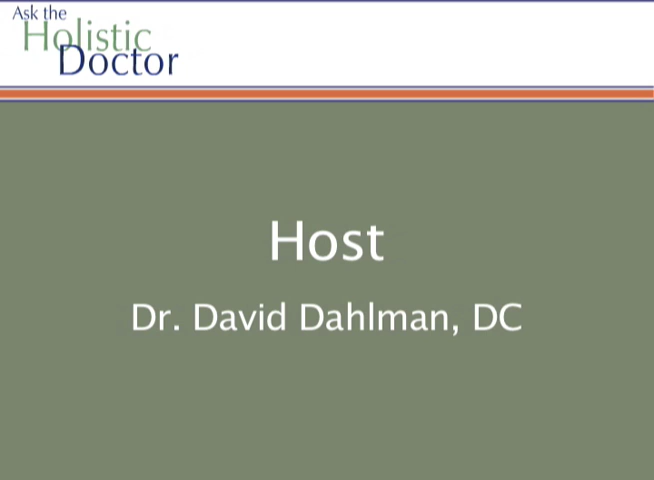 Ask the
Holistic
Doctor
Host
Dr. David Dahlman, DC